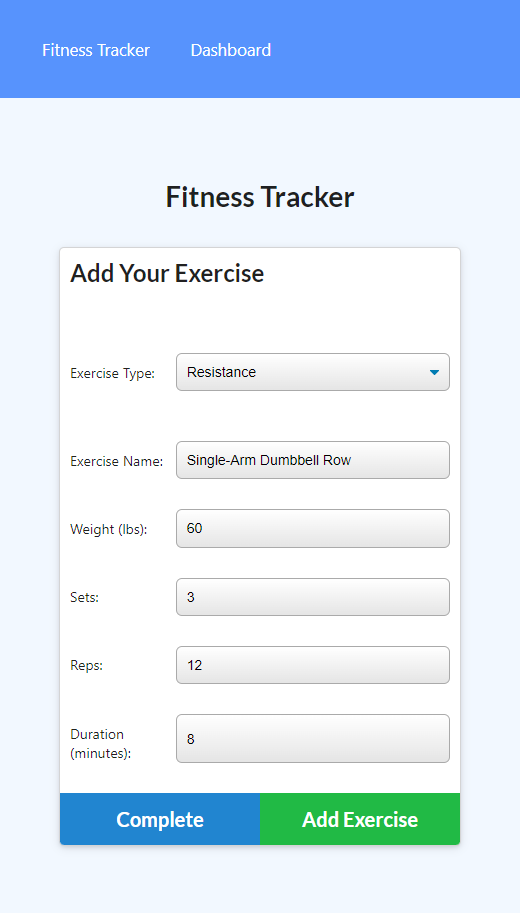 Fitness Tracker Dashboard
Fitness Tracker
Add Your Exercise
Exercise Type: Resistance
Exercise Name: Single-Arm Dumbbell Row
Weight (lbs): 60
Sets: 3
Reps: 12
Duration
(minutes): 8
Complete Add Exercise